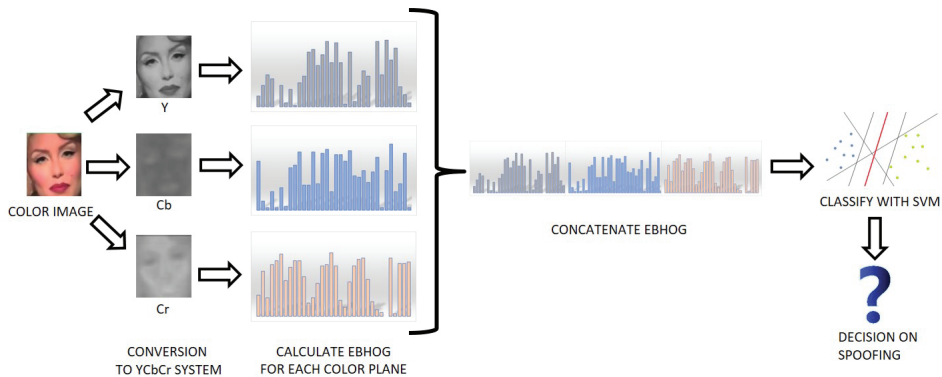 Y
COLOR IMAGE
Cb
Cr
CONVERSION
TO YCbCr SYSTEM
CALCULATE EBHOG
FOR EACH COLOR PLANE
CONCATENATE EBHOG
CLASSIFY WITH SVM
?
DECISION ON
SPOOFING